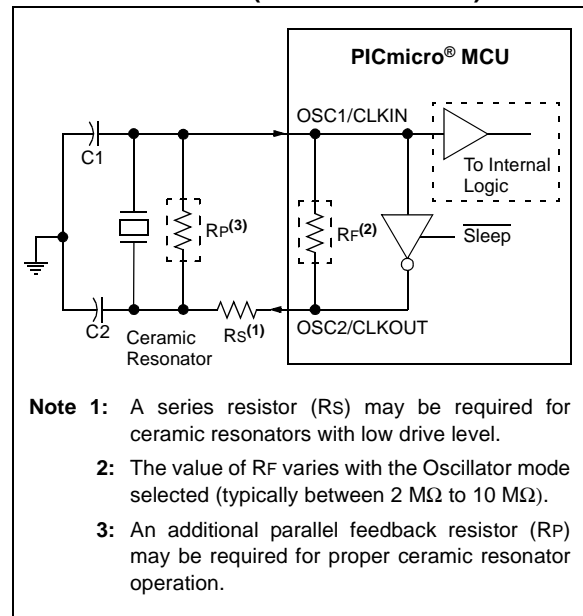 PICmicro® MCU
OSC1/CLKIN
C1
To Internal
Logic
RP(3)
RF(2)
Sleep
C2
Ceramic
Resonator
RS(1)
OSC2/CLKOUT
Note 1: A series resistor (RS) may be required for
ceramic resonators with low drive level.
2: The value of RF varies with the Oscillator mode
selected (typically between 2 MΩ to 10 MΩ).
3: An additional parallel feedback resistor (RP)
may be required for proper ceramic resonator
operation.